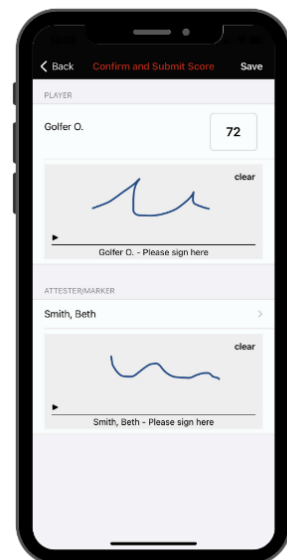 Back Confirm and Submit Score Save
PLAYER
Golfer O. 72
clear
Golfer O. - Please sign here
ATTESTER/MARKER
Smith, Beth
clear
Smith, Beth - Please sign here